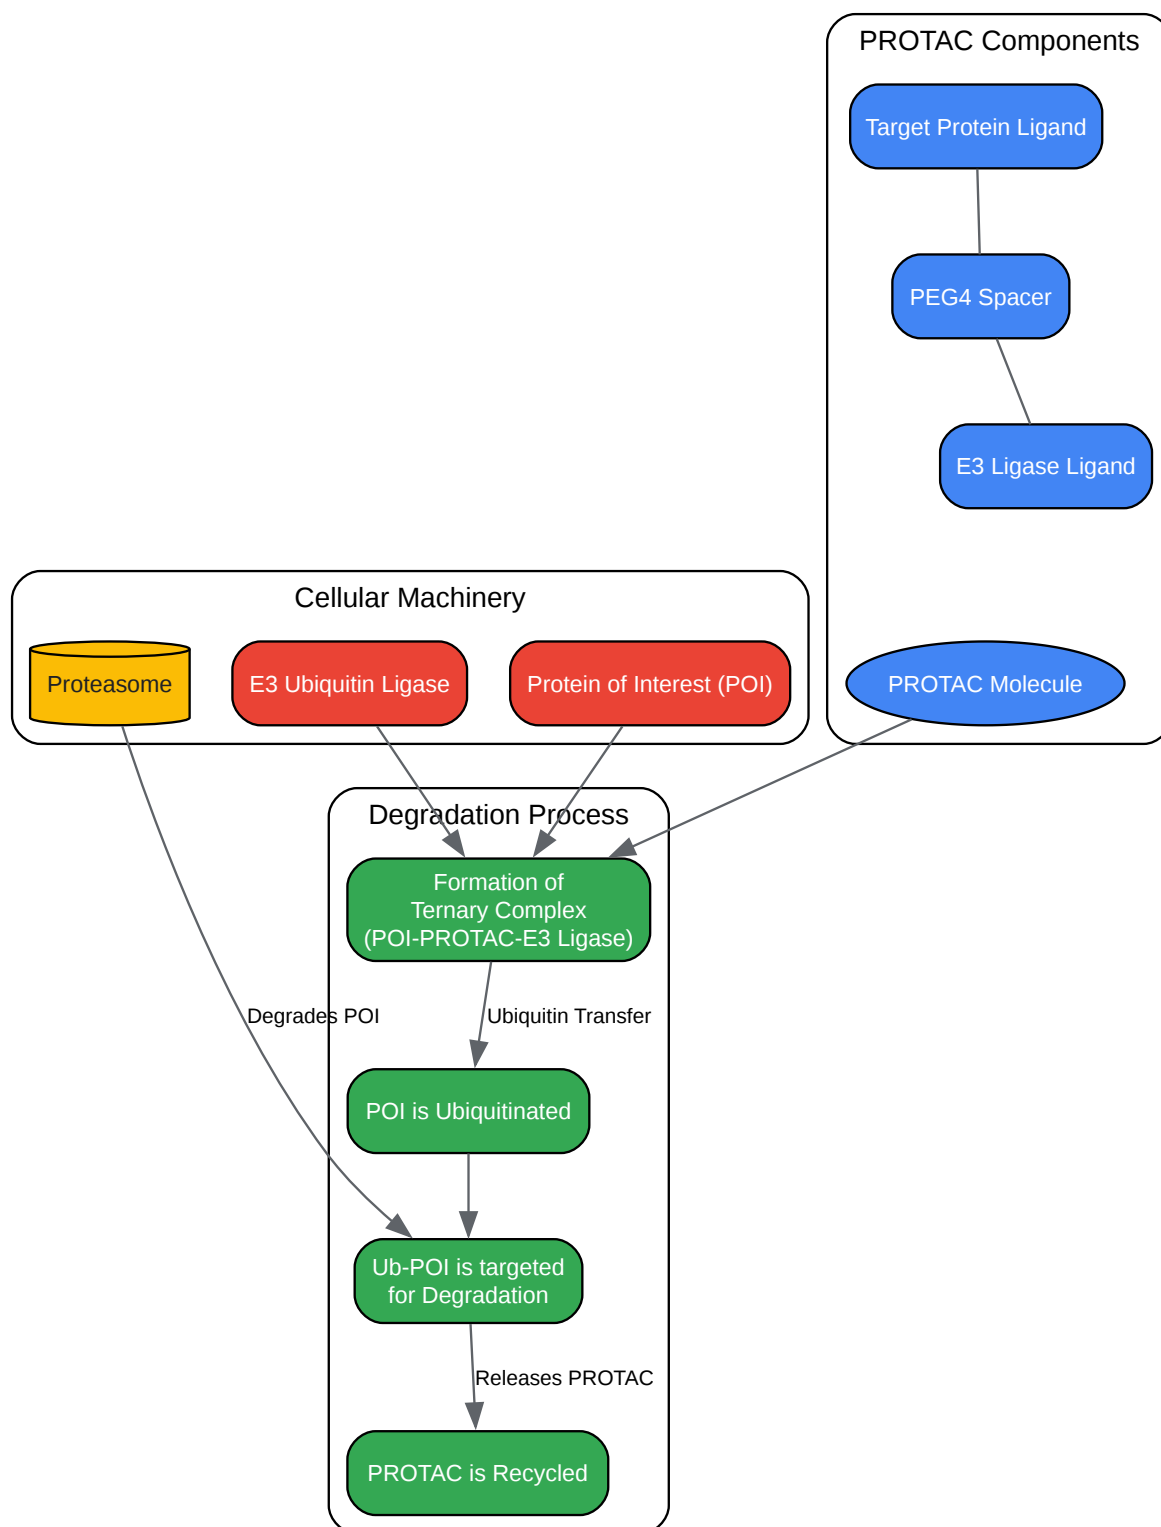 PROTAC Components
Target Protein Ligand
PEG4 Spacer
E3 Ligase Ligand
PROTAC Molecule
Cellular Machinery
Proteasome
E3 Ubiquitin Ligase
Protein of Interest (POI)
Degradation Process
Formation of
Ternary Complex
(POI-PROTAC-E3 Ligase)
Degrades POI
Ubiquitin Transfer
POI is Ubiquitinated
Ub-POI is targeted
for Degradation
Releases PROTAC
PROTAC is Recycled